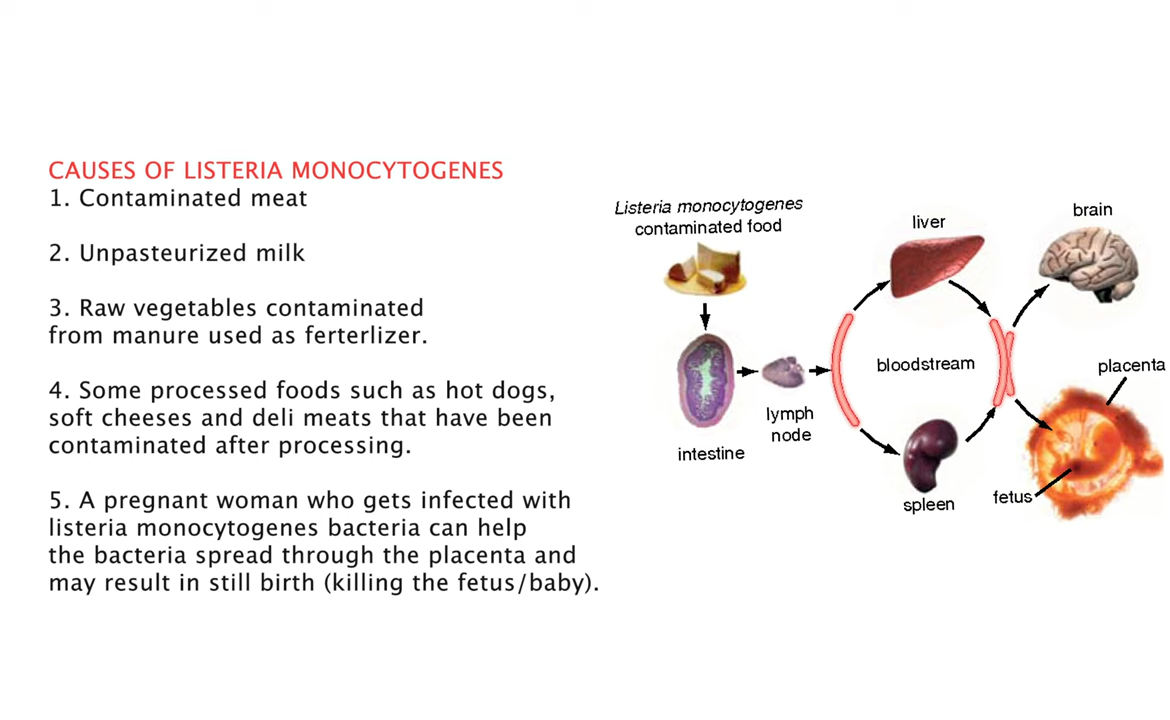 CAUSES OF LISTERIA MONOCYTOGENES
1. Contaminated meat
2. Unpasteurized milk
3. Raw vegetables contaminated
from manure used as ferterlizer.
4. Some processed foods such as hot dogs,
soft cheeses and deli meats that have been
contaminated after processing.
5. A pregnant woman who gets infected with
listeria monocytogenes bacteria can help
the bacteria spread through the placenta and
may result in still birth (killing the fetus/baby).
Listeria monocytogenes
contaminated food
liver
brain
bloodstream
placenta
lymph
node
intestine
spleen
fetus